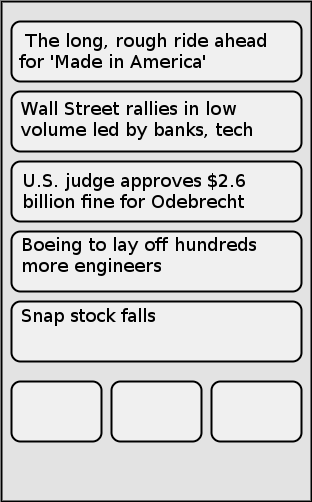 The long, rough ride ahead
for 'Made in America'
Wall Street rallies in low
volume led by banks, tech
U.S. judge approves $2.6
billion fine for Odebrecht
Boeing to lay off hundreds
more engineers
Snap stock falls